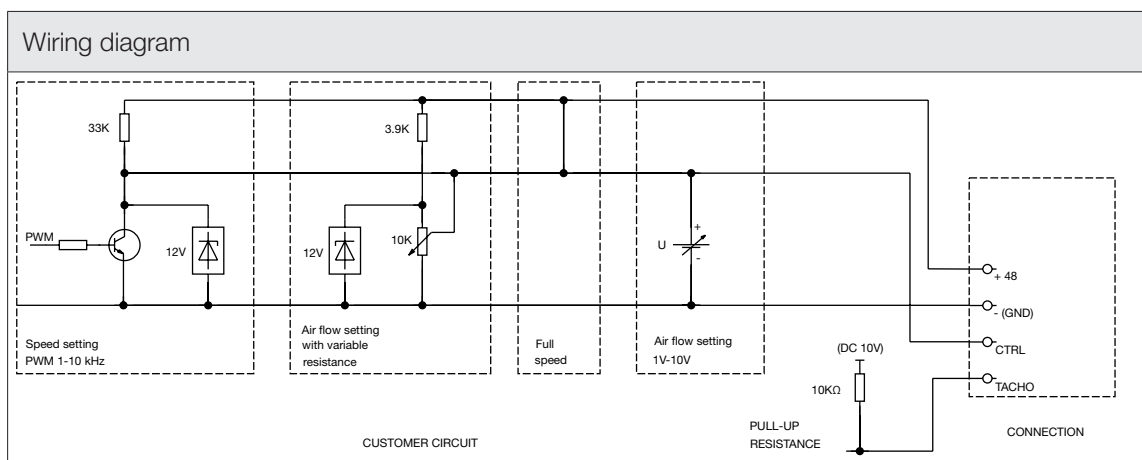 Wiring diagram
33K
PWM
12V
Speed setting
PWM 1-10 kHz
3.9K
12V
10K
Air flow setting
with variable
resistance
Full
speed
U
+
-
Air flow setting
1V-10V
+ 48
- (GND)
CTRL
TACHO
(DC 10V)
10KΩ
PULL-UP
RESISTANCE
CONNECTION
CUSTOMER CIRCUIT